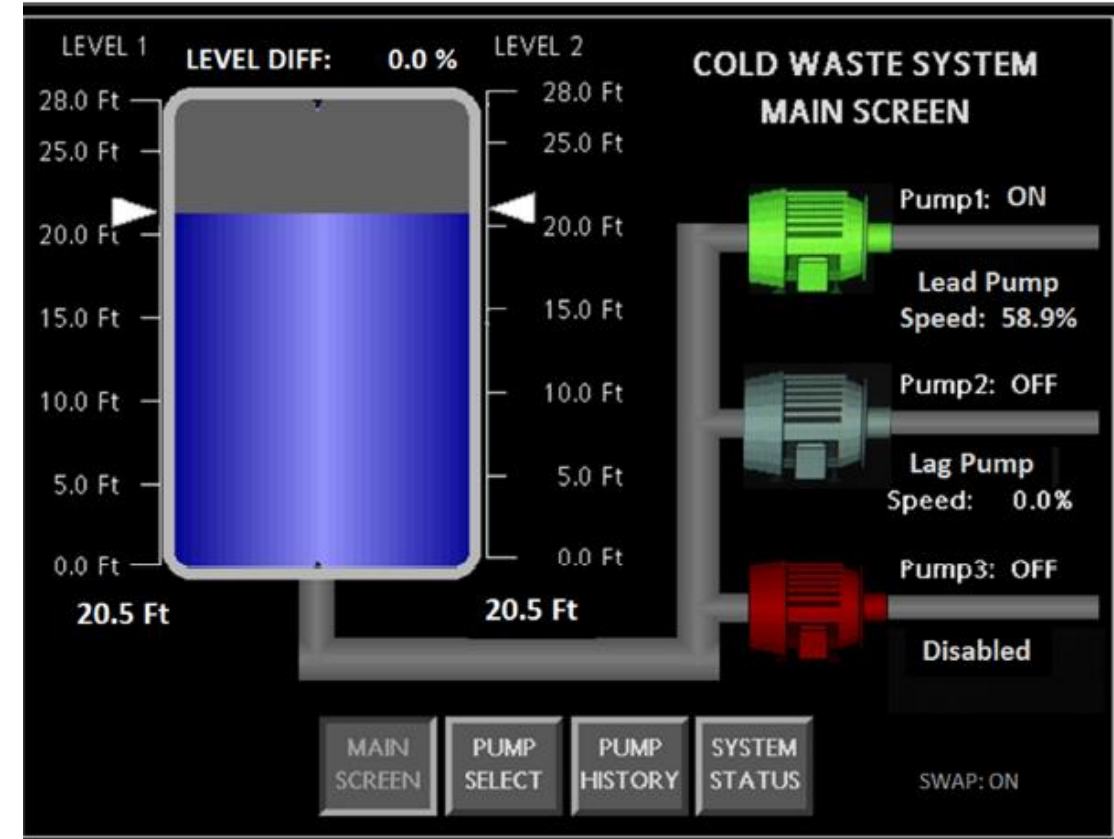 LEVEL 1
LEVEL DIFF: 0.0 %
LEVEL 2
COLD WASTE SYSTEM
MAIN SCREEN
28.0 Ft
25.0 Ft
20.0 Ft
15.0 Ft
10.0 Ft
5.0 Ft
0.0 Ft
20.5 Ft
28.0 Ft
25.0 Ft
20.0 Ft
15.0 Ft
10.0 Ft
5.0 Ft
0.0 Ft
20.5 Ft
Pump1: ON
Lead Pump
Speed: 58.9%
Pump2: OFF
Lag Pump
Speed: 0.0%
Pump3: OFF
Disabled
MAIN
SCREEN
PUMP
SELECT
PUMP
HISTORY
SYSTEM
STATUS
SWAP: ON